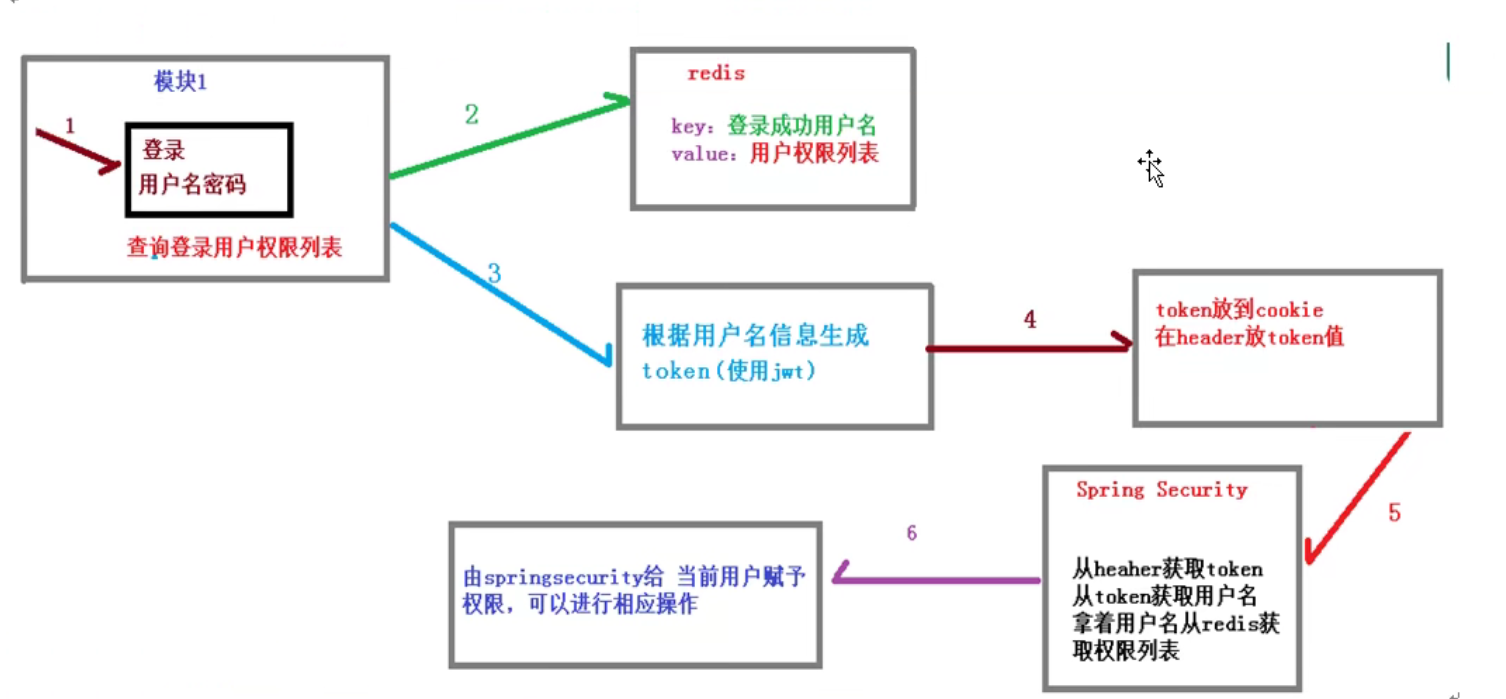 模块1
1
登录
用户名密码
查询登录用户权限列表
2
redis
key: 登录成功用户名
value: 用户权限列表
3
根据用户名信息生成
token(使用jwt)
4
token放到cookie
在header放token值
5
Spring Security
从heaher获取token
从token获取用户名
拿着用户名从redis获
取权限列表
6
由springsecurity给 当前用户赋予
权限，可以进行相应操作